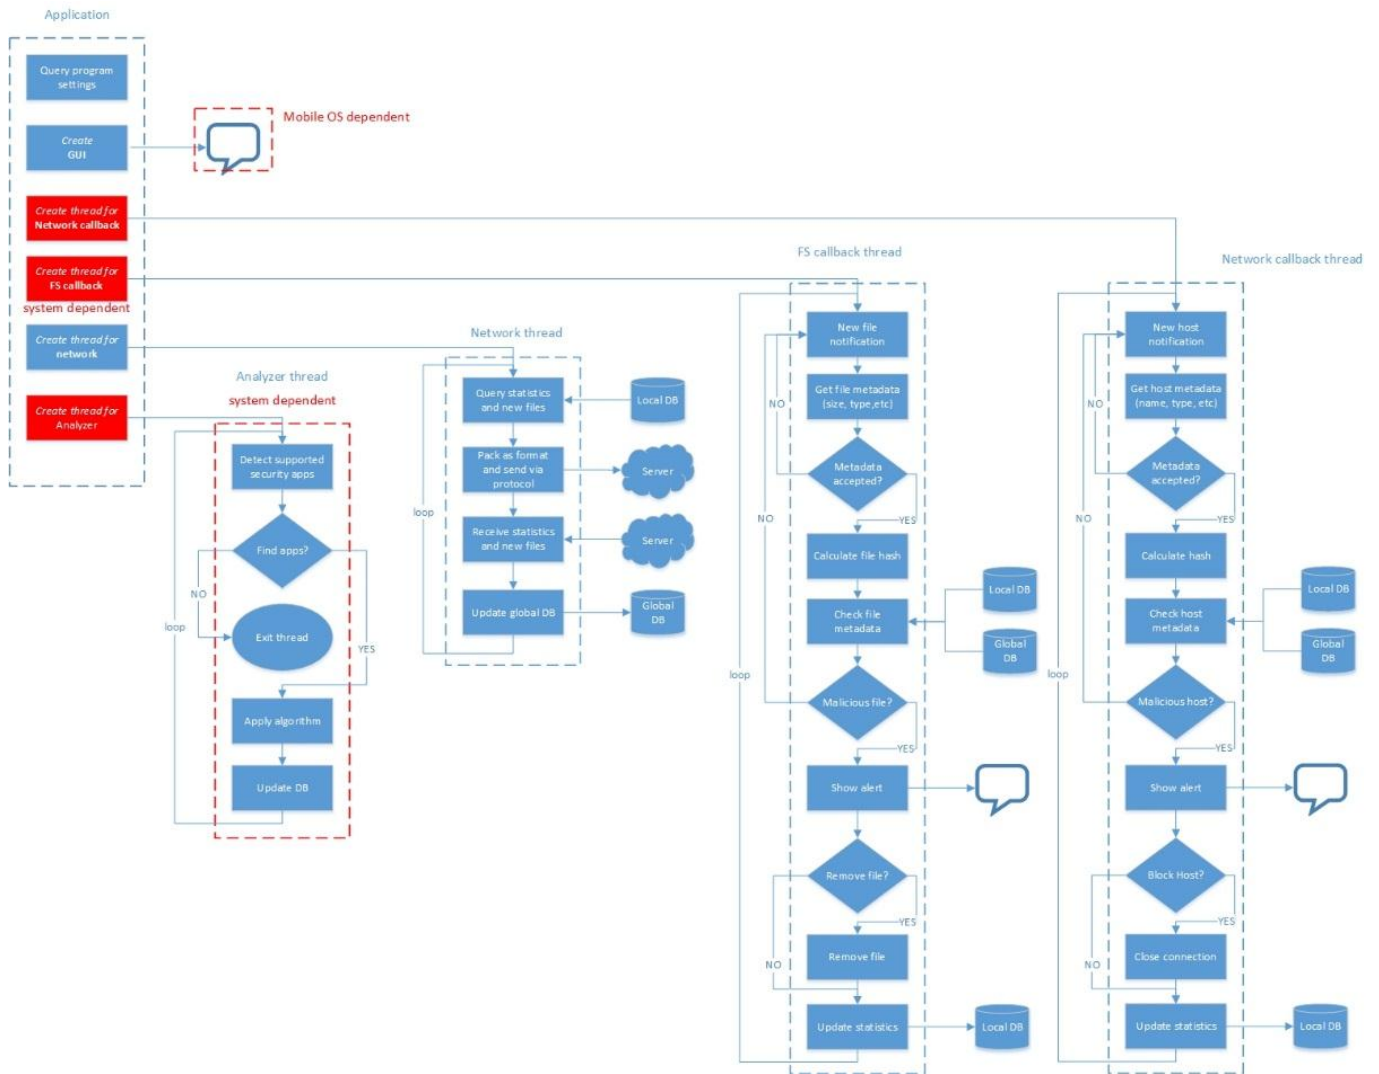 Application
Query program
settings
Create
GUI
Mobile OS dependent
Create thread for
Network callback
Create thread for
FS callback
system dependent
Create thread for
network
Create thread for
Analyzer
Analyzer thread
system dependent
Detect supported
security apps
Find apps?
NO
Exit thread
YES
loop
Apply algorithm
Update DB
Network thread
Query statistics
and new files
Local DB
Pack as format
and send via
protocol
Server
loop
Receive statistics
and new files
Server
Update global DB
Global
DB
FS callback thread
New file
notification
Get file metadata
(size, type,etc)
NO
Metadata
accepted?
YES
NO
Calculate file hash
Local DB
Check file
metadata
Global
DB
loop
Malicious file?
YES
Show alert
Remove file?
YES
Remove file
NO
Update statistics
Local DB
Network callback thread
New host
notification
Get host metadata
(name, type, etc)
NO
Metadata
accepted?
YES
NO
Calculate hash
Local DB
Check host
metadata
Global
DB
loop
Malicious host?
YES
Show alert
Block Host?
YES
Close connection
NO
Update statistics
Local DB